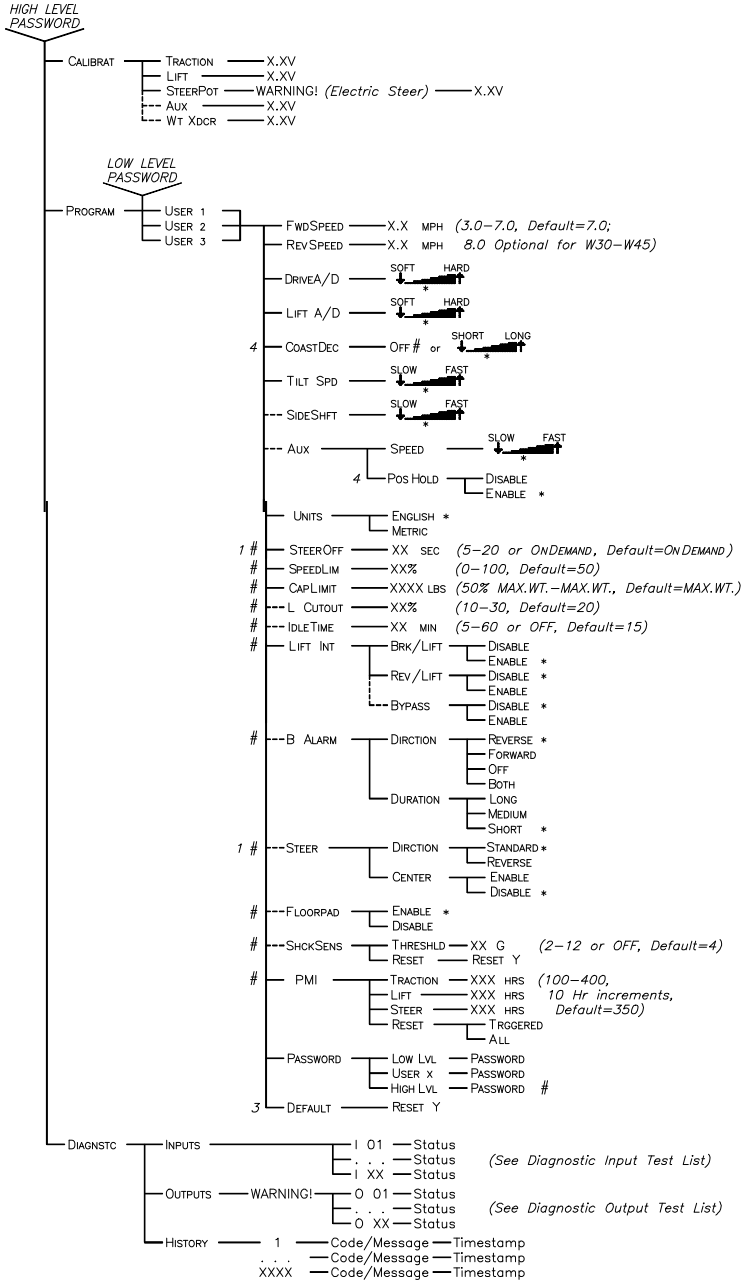 HIGH LEVEL
PASSWORD
CALIBRAT TRACTION X.XV
LIFT X.XV
STEERPOT WARNING! (Electric Steer) X.XV
AUX X.XV
WT XDCR X.XV
LOW LEVEL
PASSWORD
PROGRAM USER 1
USER 2
USER 3
FWDSPEED X.X MPH (3.0-7.0, Default=7.0;
REVSPEED X.X MPH 8.0 Optional for W30-W45)
SOFT HARD
DRIVEA/D
*
SOFT HARD
LIFT A/D
*
SHORT LONG
4 COASTDEC OFF # or
*
SLOW FAST
TILT SPD
*
SLOW FAST
SIDESHFT
*
SLOW FAST
AUX SPEED
*
4 POS HOLD DISABLE
ENABLE *
UNITS ENGLISH *
METRIC
1 # STEEROFF XX SEC (5-20 or ONDEMAND, Default=ONDEMAND)
# SPEEDLIM XX% (0-100, Default=50)
# CAPLIMIT XXXX LBS (50% MAX.WT.-MAX.WT., Default=MAX.WT.)
# L CUTOUT XX% (10-30, Default=20)
# IDLETIME XX MIN (5-60 or OFF, Default=15)
# LIFT INT BRK/LIFT DISABLE
ENABLE *
REV/LIFT DISABLE *
ENABLE
BYPASS DISABLE *
ENABLE
# B ALARM DIRCTION REVERSE *
FORWARD
OFF
BOTH
DURATION LONG
MEDIUM
SHORT *
1 # STEER DIRCTION STANDARD *
REVERSE
CENTER ENABLE
DISABLE *
# FLOORPAD ENABLE *
DISABLE
# SHCKSENS THRESHLD XX G (2-12 or OFF, Default=4)
RESET RESET Y
# PMI TRACTION XXX HRS (100-400,
LIFT XXX HRS 10 Hr increments,
STEER XXX HRS Default=350)
RESET TRGGERED
ALL
PASSWORD LOW LVL PASSWORD
USER X PASSWORD
HIGH LVL PASSWORD #
3 DEFAULT RESET Y
DIAGNSTC INPUTS I 01 Status
. . . Status (See Diagnostic Input Test List)
I XX Status
OUTPUTS WARNING! O 01 Status
. . . Status (See Diagnostic Output Test List)
O XX Status
HISTORY 1 Code/Message Timestamp
. . . Code/Message Timestamp
XXXX Code/Message Timestamp